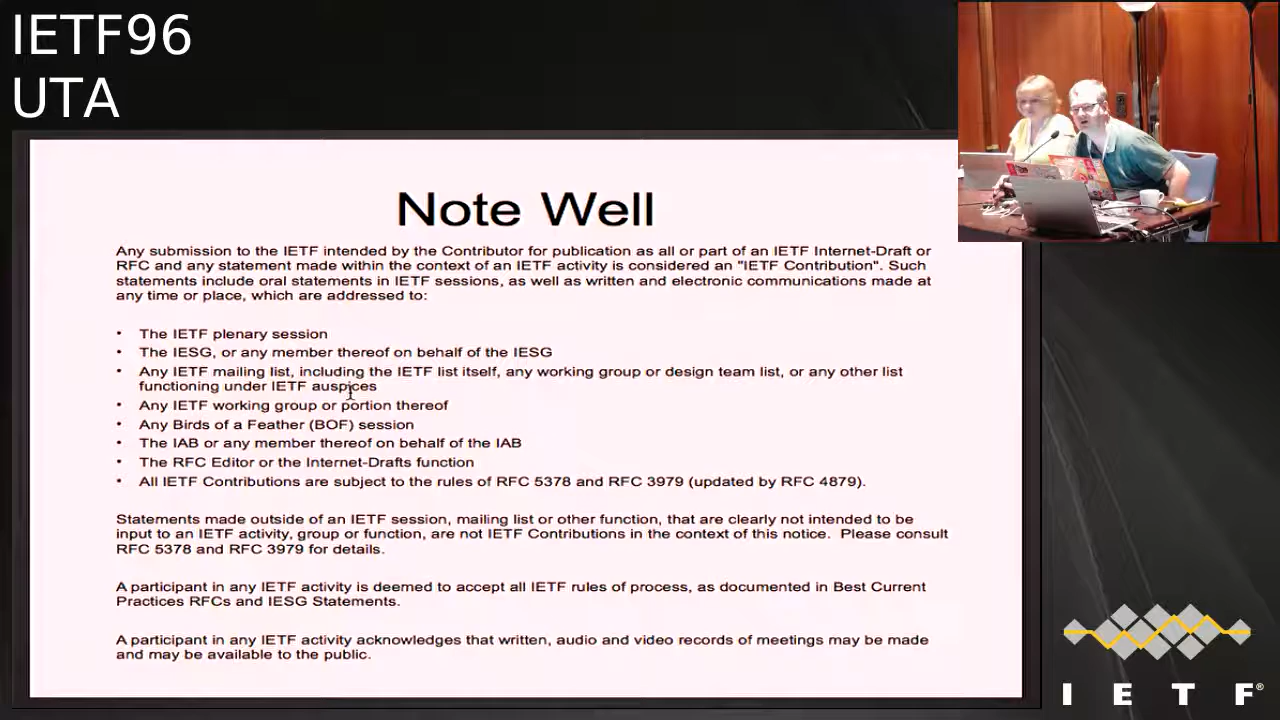 IETF96
UTA
Note Well
Any submission to the IETF intended by the Contributor for publication as all or part of an IETF Internet-Draft or
RFC and any statement made within the context of an IETF activity is considered an "IETF Contribution". Such
statements include oral statements in IETF sessions, as well as written and electronic communications made at
any time or place, which are addressed to:
• The IETF plenary session
• The IESG, or any member thereof on behalf of the IESG
• Any IETF mailing list, including the IETF list itself, any working group or design team list, or any other list
functioning under IETF auspices
• Any IETF working group or portion thereof
• Any Birds of a Feather (BOF) session
• The IAB or any member thereof on behalf of the IAB
• The RFC Editor or the Internet-Drafts function
• All IETF Contributions are subject to the rules of RFC 5378 and RFC 3979 (updated by RFC 4879).
Statements made outside of an IETF session, mailing list or other function, that are clearly not intended to be
input to an IETF activity, group or function, are not IETF Contributions in the context of this notice.  Please consult
RFC 5378 and RFC 3979 for details.
A participant in any IETF activity is deemed to accept all IETF rules of process, as documented in Best Current
Practices RFCs and IESG Statements.
A participant in any IETF activity acknowledges that written, audio and video records of meetings may be made
and may be available to the public.
I E T F®